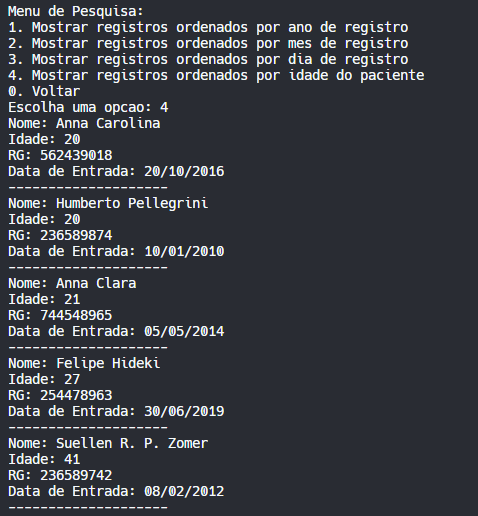 Menu de Pesquisa:
1. Mostrar registros ordenados por ano de registro
2. Mostrar registros ordenados por mes de registro
3. Mostrar registros ordenados por dia de registro
4. Mostrar registros ordenados por idade do paciente
0. Voltar
Escolha uma opcao: 4
Nome: Anna Carolina
Idade: 20
RG: 562439018
Data de Entrada: 20/10/2016
--------------------
Nome: Humberto Pellegrini
Idade: 20
RG: 236589874
Data de Entrada: 10/01/2010
--------------------
Nome: Anna Clara
Idade: 21
RG: 744548965
Data de Entrada: 05/05/2014
--------------------
Nome: Felipe Hideki
Idade: 27
RG: 254478963
Data de Entrada: 30/06/2019
--------------------
Nome: Suellen R. P. Zomer
Idade: 41
RG: 236589742
Data de Entrada: 08/02/2012
--------------------